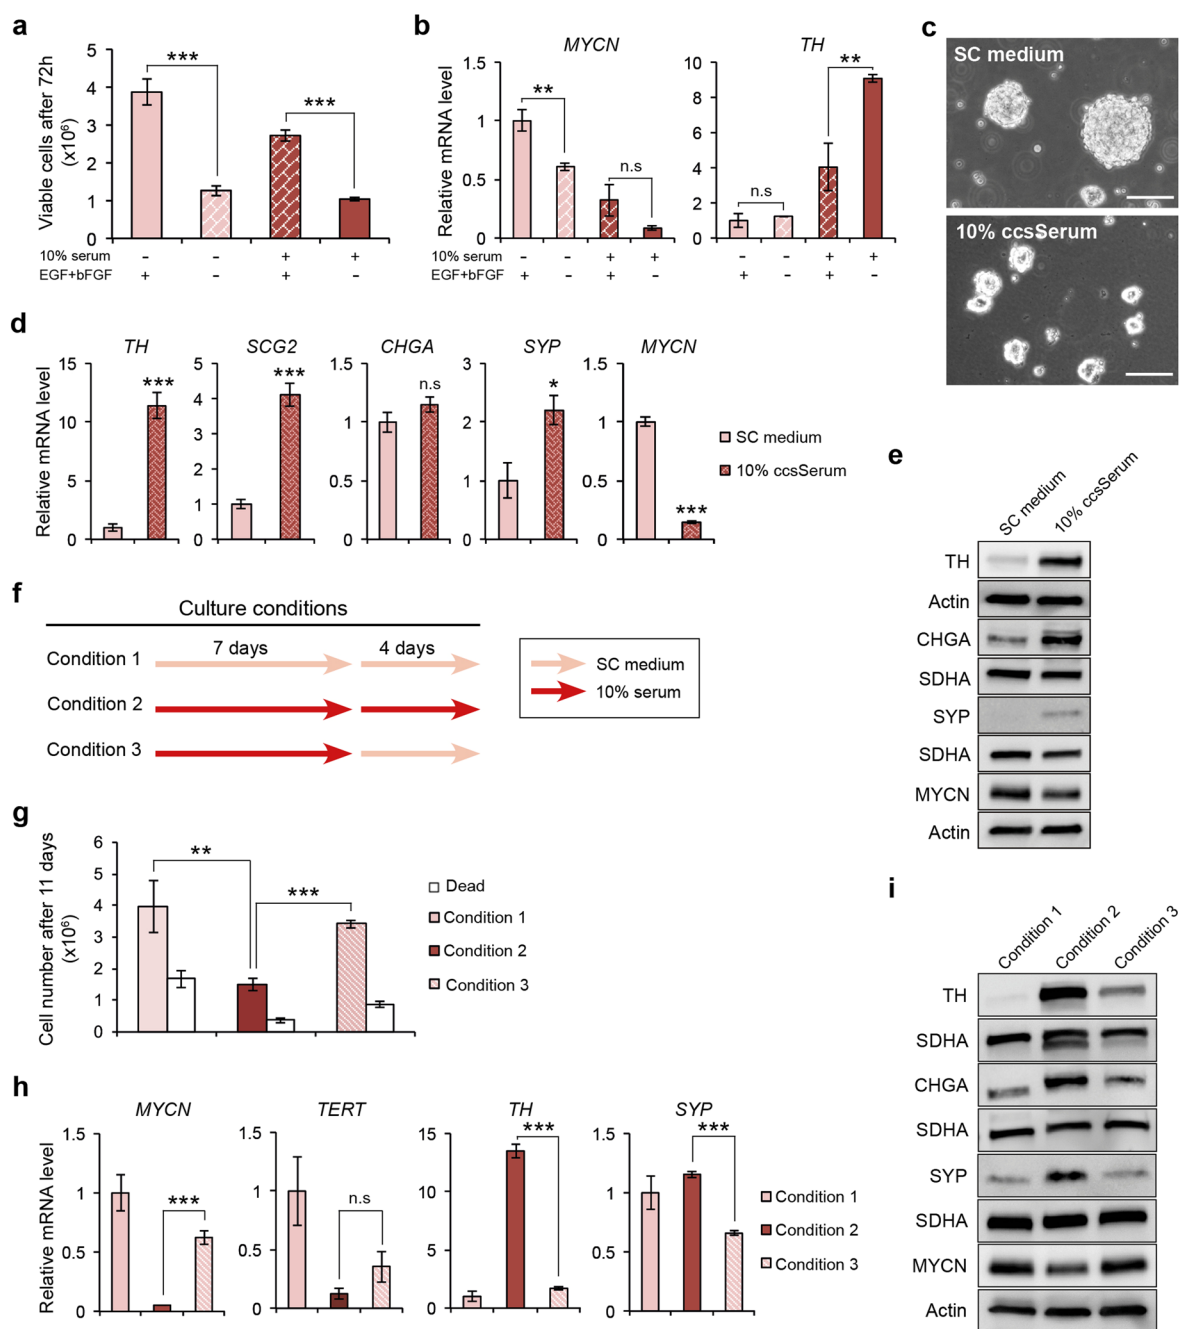 a
Viable cells after 72h
(x10⁶)
5
4
3
2
1
0
***
***
10% serum - - + +
EGF+bFGF + - + -
b
MYCN
Relative mRNA level
1.5
1
0.5
0
**
n.s
10% serum - - + +
EGF+bFGF + - + -
TH
10
8
6
4
2
0
n.s
**
- - + +
+ - + -
c
SC medium
10% ccsSerum
d
Relative mRNA level
TH
15
10
5
0
***
SCG2
5
4
3
2
1
0
***
CHGA
1.5
1
0.5
0
n.s
SYP
3
2
1
0
*
MYCN
1.5
1
0.5
0
***
SC medium
10% ccsSerum
e
SC medium
10% ccsSerum
TH
Actin
CHGA
SDHA
SYP
SDHA
MYCN
Actin
f
Culture conditions
7 days 4 days
Condition 1
Condition 2
Condition 3
SC medium
10% serum
g
Cell number after 11 days
(x10⁶)
6
5
4
3
2
1
0
**
***
Dead
Condition 1
Condition 2
Condition 3
h
Relative mRNA level
MYCN
1.5
1
0.5
0
***
TERT
1.5
1
0.5
0
n.s
TH
15
10
5
0
***
SYP
1.5
1
0.5
0
***
Condition 1
Condition 2
Condition 3
i
Condition 1
Condition 2
Condition 3
TH
SDHA
CHGA
SDHA
SYP
SDHA
MYCN
Actin